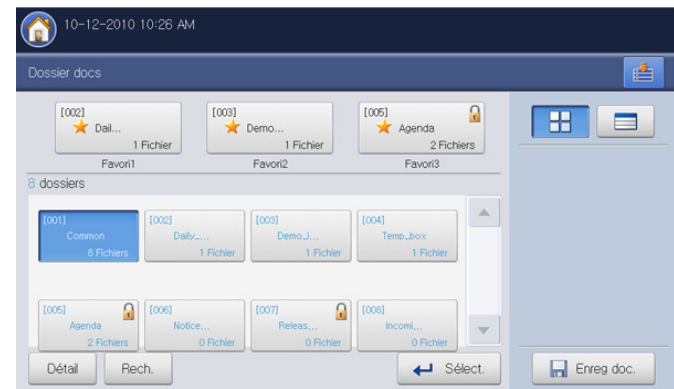 10-12-2010 10:26 AM
Dossier docs
[002]
Dail...
1 Fichier
Favori1
[003]
Demo...
1 Fichier
Favori2
[005]
Agenda
2 Fichiers
Favori3
8 dossiers
[001]
Common
8 Fichiers
[002]
Daily_...
1 Fichier
[003]
Demo_i...
1 Fichier
[004]
Temp_box
1 Fichier
[005]
Agenda
2 Fichiers
[006]
Notice...
0 Fichier
[007]
Releas...
0 Fichier
[008]
Incomi...
0 Fichier
Détail
Rech.
Sélect.
Enreg doc.